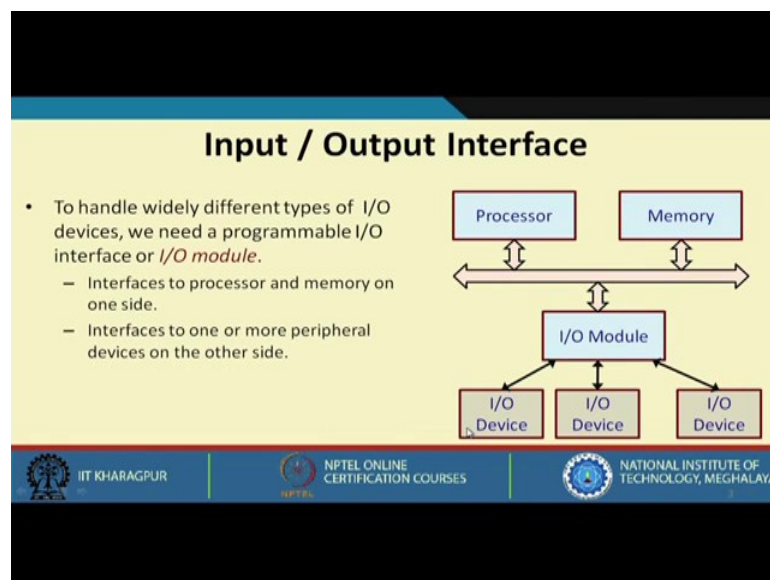 Input / Output Interface
• To handle widely different types of I/O
devices, we need a programmable I/O
interface or I/O module.
– Interfaces to processor and memory on
one side.
– Interfaces to one or more peripheral
devices on the other side.
Processor
Memory
I/O Module
I/O
Device
I/O
Device
I/O
Device
IIT KHARAGPUR
NPTEL
NPTEL ONLINE
CERTIFICATION COURSES
NATIONAL INSTITUTE OF
TECHNOLOGY, MEGHALAYA
3